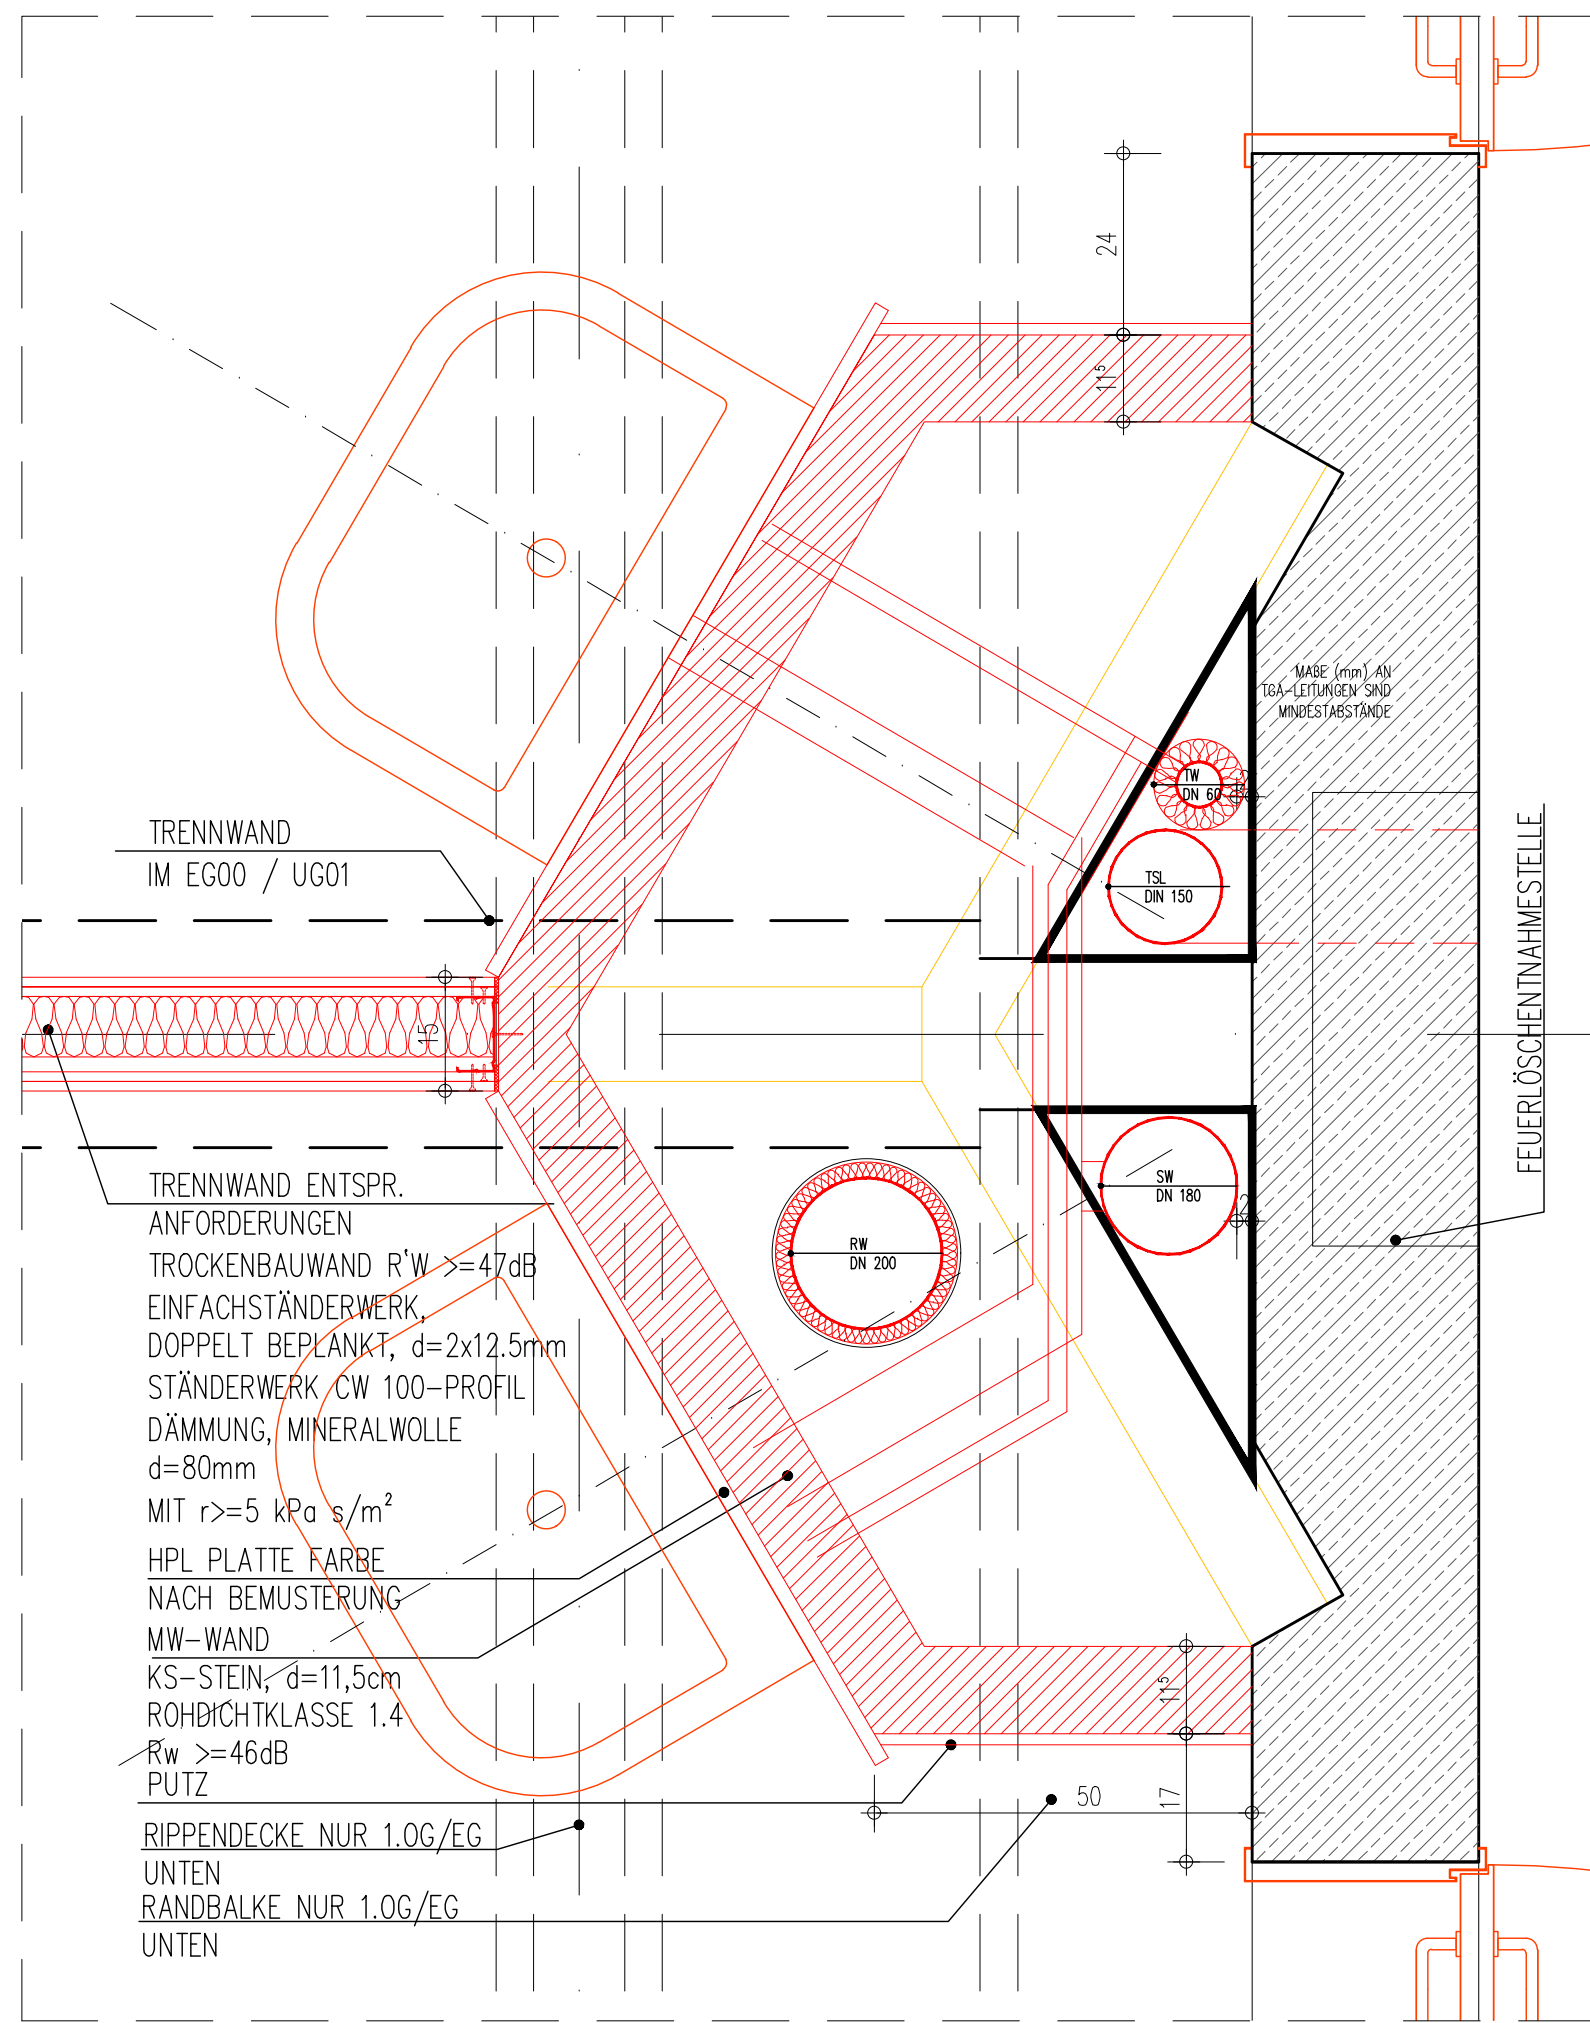 24
11⁵
MAßE (mm) AN
TGA-LEITUNGEN SIND
MINDESTABSTÄNDE
TW
DN 60
TSL
DIN 150
FEUERLÖSCHENTNAHMESTELLE
TRENNWAND
IM EG00 / UG01
15
TRENNWAND ENTSPR.
ANFORDERUNGEN
TROCKENBAUWAND R'W >=47dB
EINFACHSTÄNDERWERK,
DOPPELT BEPLANKT, d=2x12.5mm
STÄNDERWERK CW 100-PROFIL
DÄMMUNG, MINERALWOLLE
d=80mm
MIT r>=5 kPa s/m²
HPL PLATTE FARBE
NACH BEMUSTERUNG
MW-WAND
KS-STEIN, d=11,5cm
ROHDICHTKLASSE 1.4
Rw >=46dB
PUTZ
RIPPENDECKE NUR 1.OG/EG
UNTEN
RANDBALKE NUR 1.OG/EG
UNTEN
SW
DN 180
RW
DN 200
11⁵
17
50